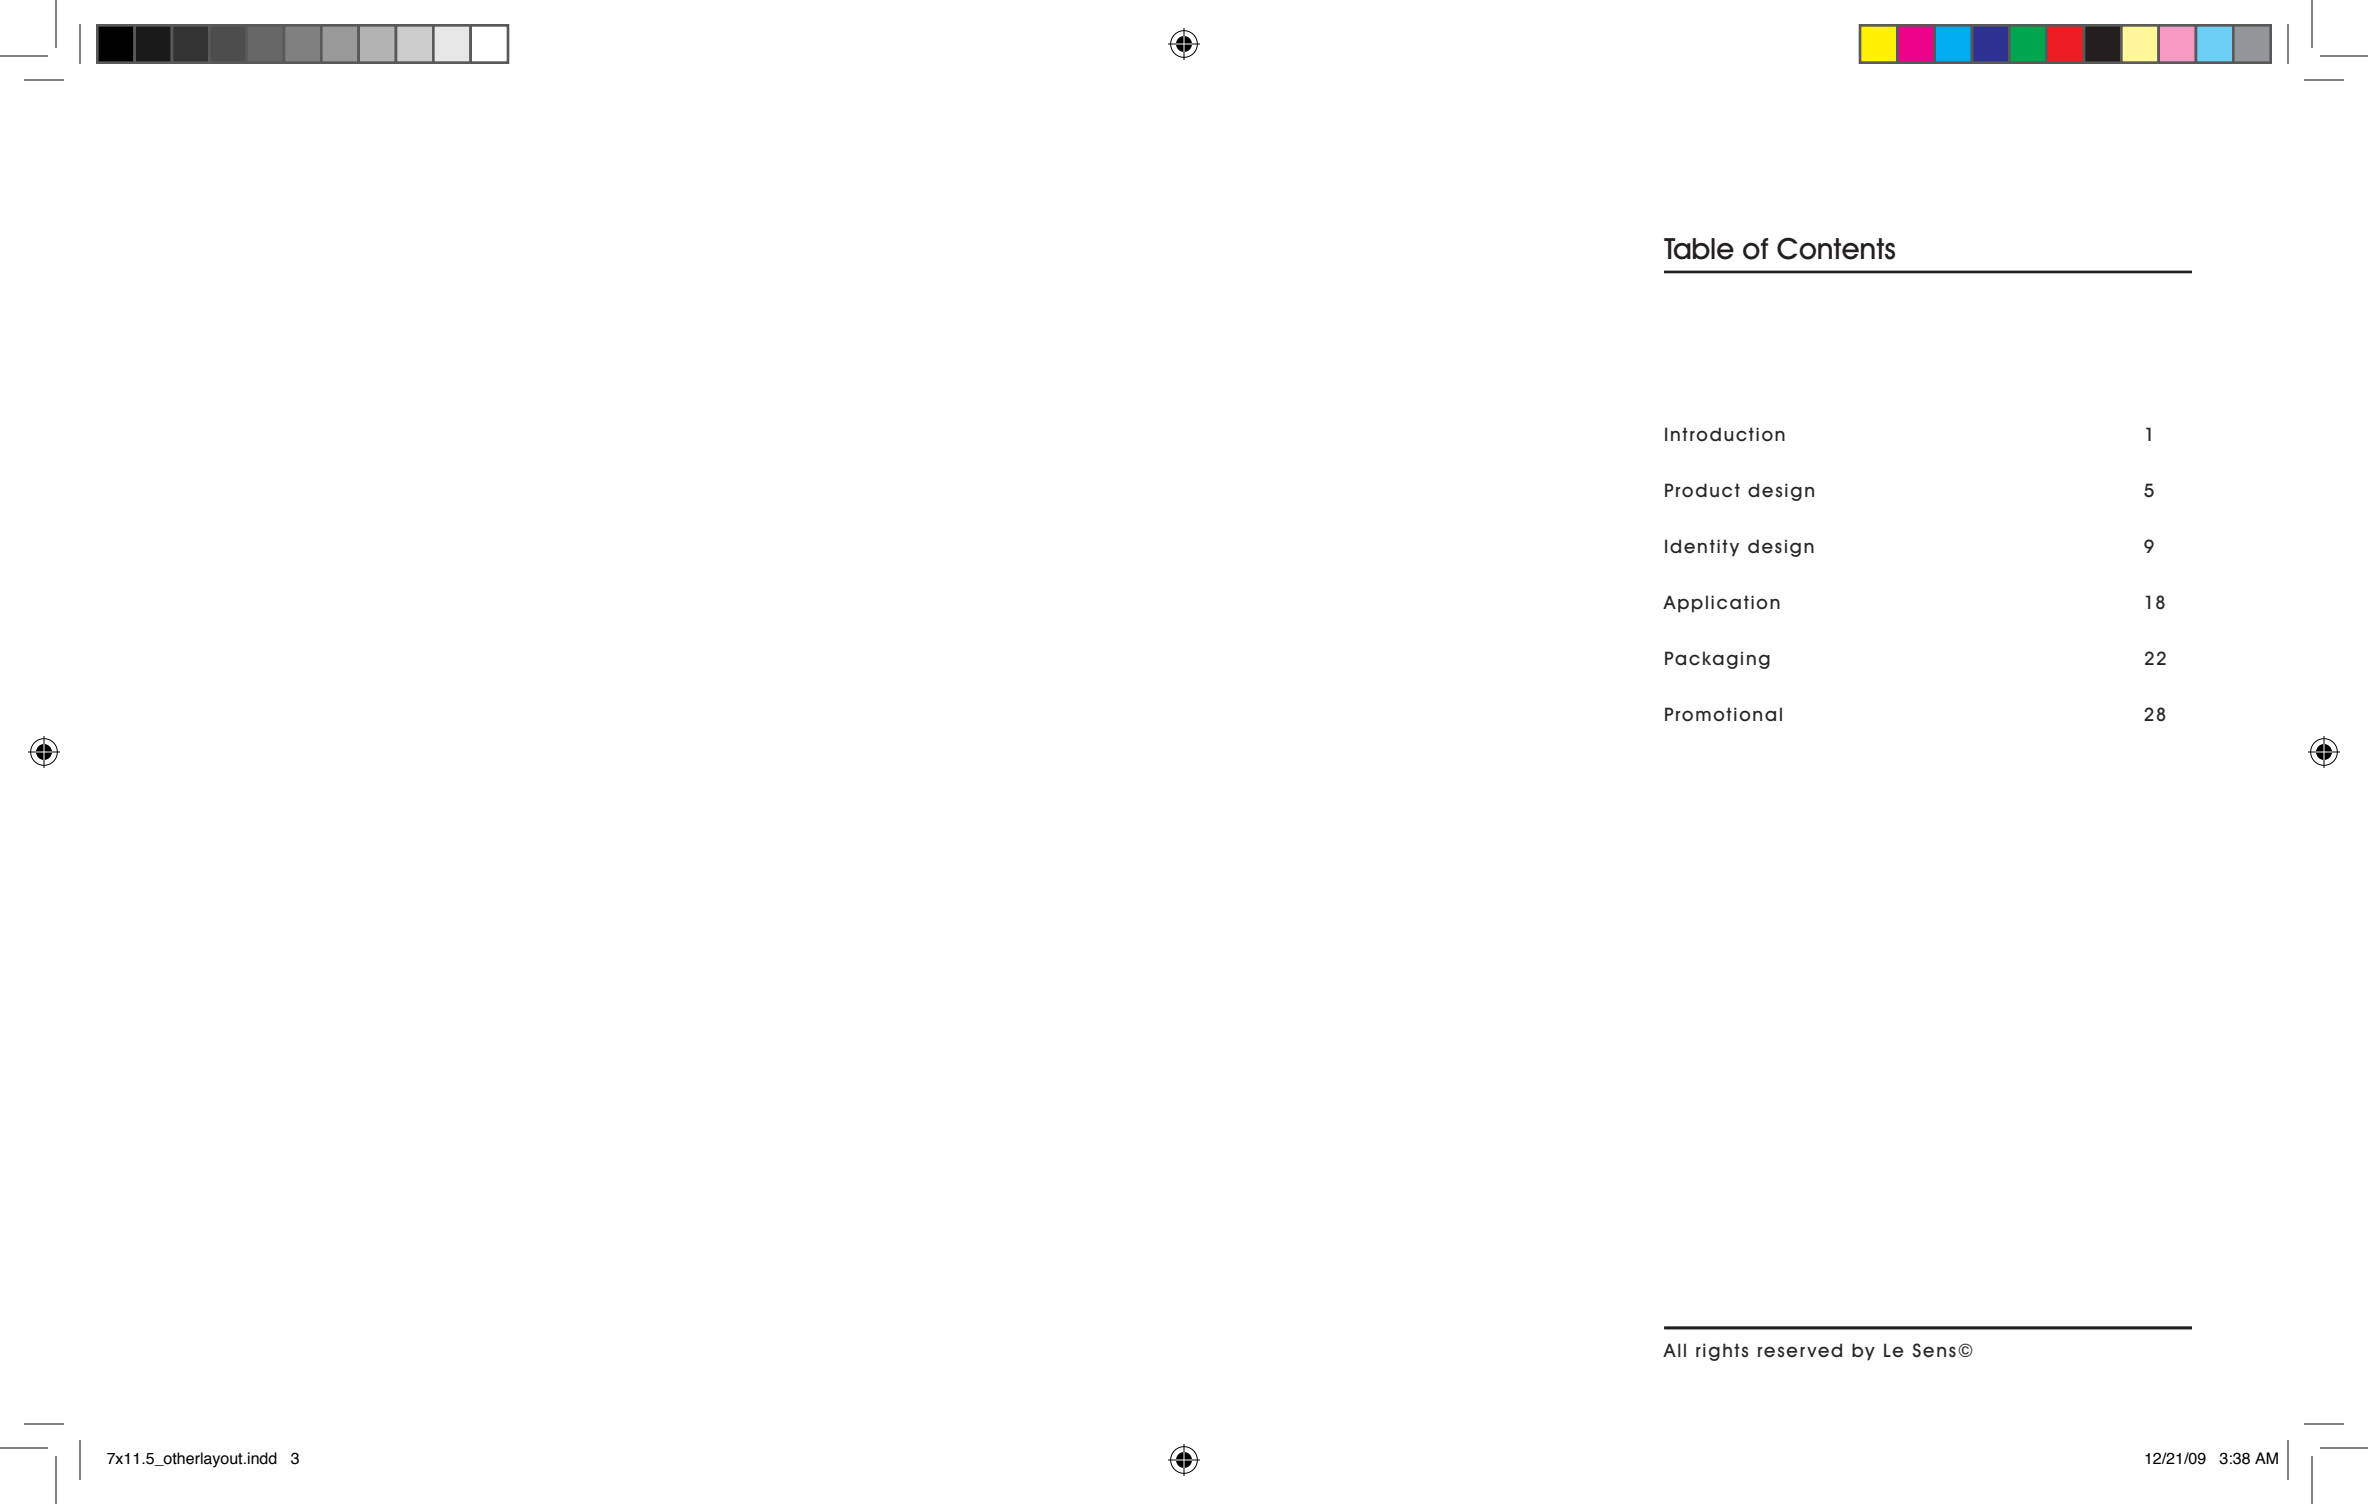 Table of Contents
Introduction 1
Product design 5
Identity design 9
Application 18
Packaging 22
Promotional 28
All rights reserved by Le Sens©
7x11.5_otherlayout.indd 3 12/21/09 3:38 AM